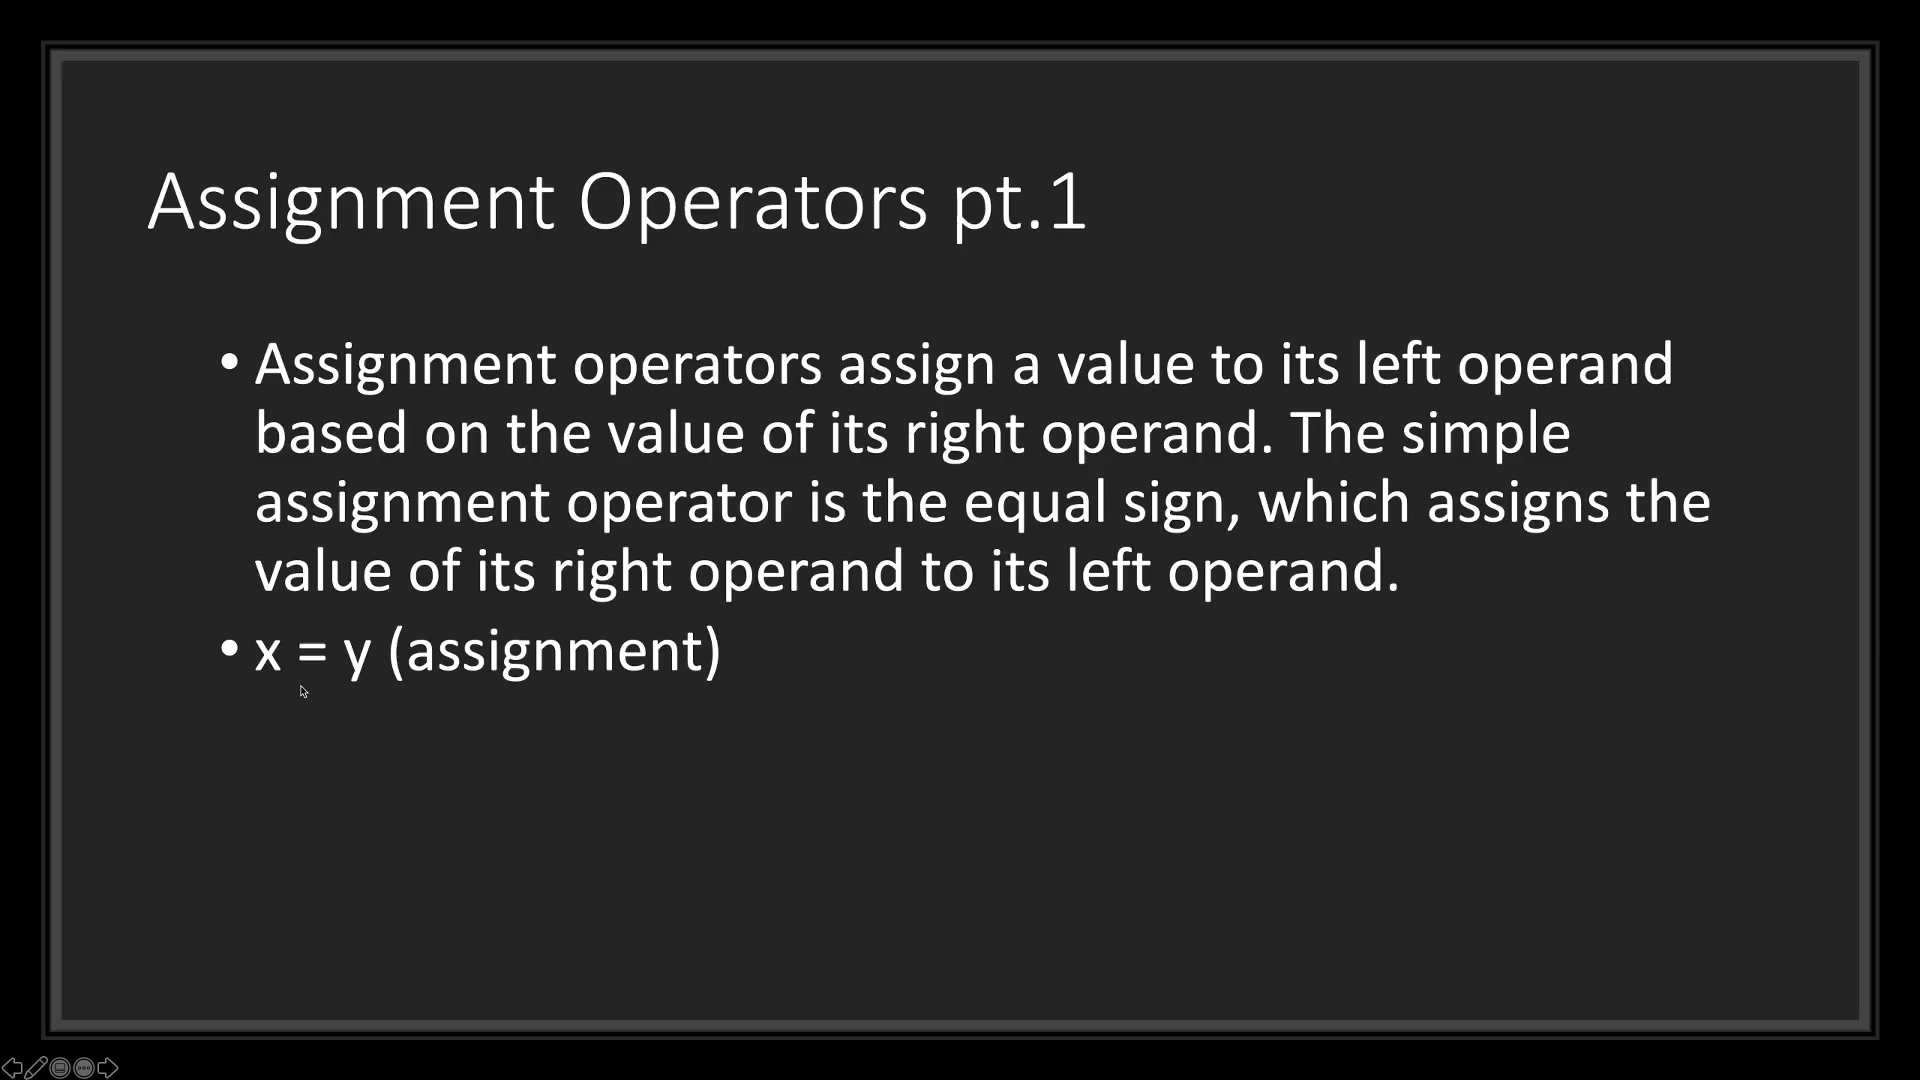 Assignment Operators pt.1
• Assignment operators assign a value to its left operand
based on the value of its right operand. The simple
assignment operator is the equal sign, which assigns the
value of its right operand to its left operand.
• x = y (assignment)